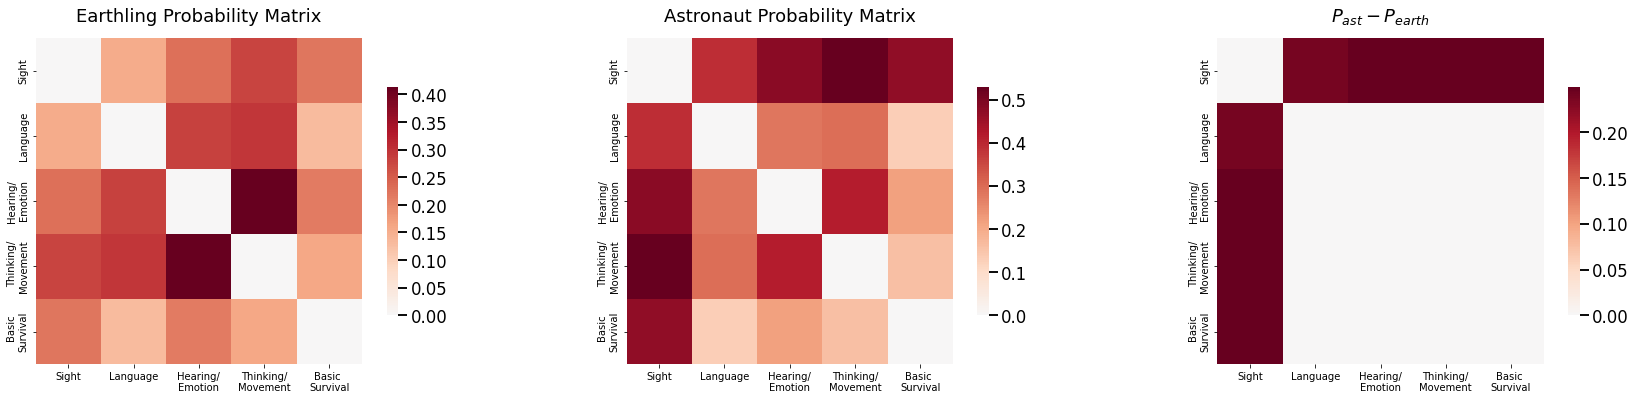 Earthling Probability Matrix
Sight
Language
Hearing/
Emotion
Thinking/
Movement
Basic
Survival
Sight
Language
Hearing/
Emotion
Thinking/
Movement
Basic
Survival
0.40
0.35
0.30
0.25
0.20
0.15
0.10
0.05
0.00
Astronaut Probability Matrix
Sight
Language
Hearing/
Emotion
Thinking/
Movement
Basic
Survival
Sight
Language
Hearing/
Emotion
Thinking/
Movement
Basic
Survival
0.5
0.4
0.3
0.2
0.1
0.0
P_ast − P_earth
Sight
Language
Hearing/
Emotion
Thinking/
Movement
Basic
Survival
Sight
Language
Hearing/
Emotion
Thinking/
Movement
Basic
Survival
0.20
0.15
0.10
0.05
0.00